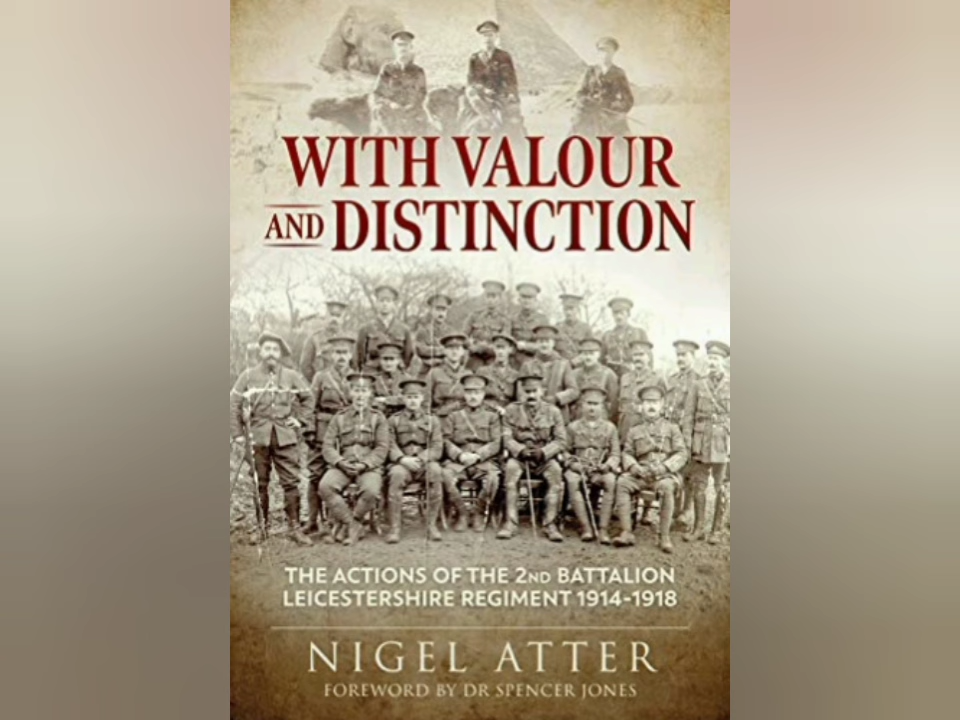 WITH VALOUR
AND DISTINCTION
THE ACTIONS OF THE 2ND BATTALION
LEICESTERSHIRE REGIMENT 1914-1918
NIGEL ATTER
FOREWORD BY DR SPENCER JONES